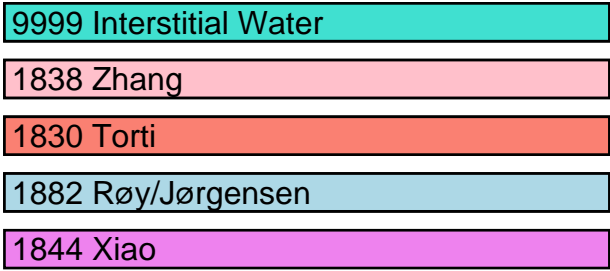 9999 Interstitial Water
1838 Zhang
1830 Torti
1882 Røy/Jørgensen
1844 Xiao